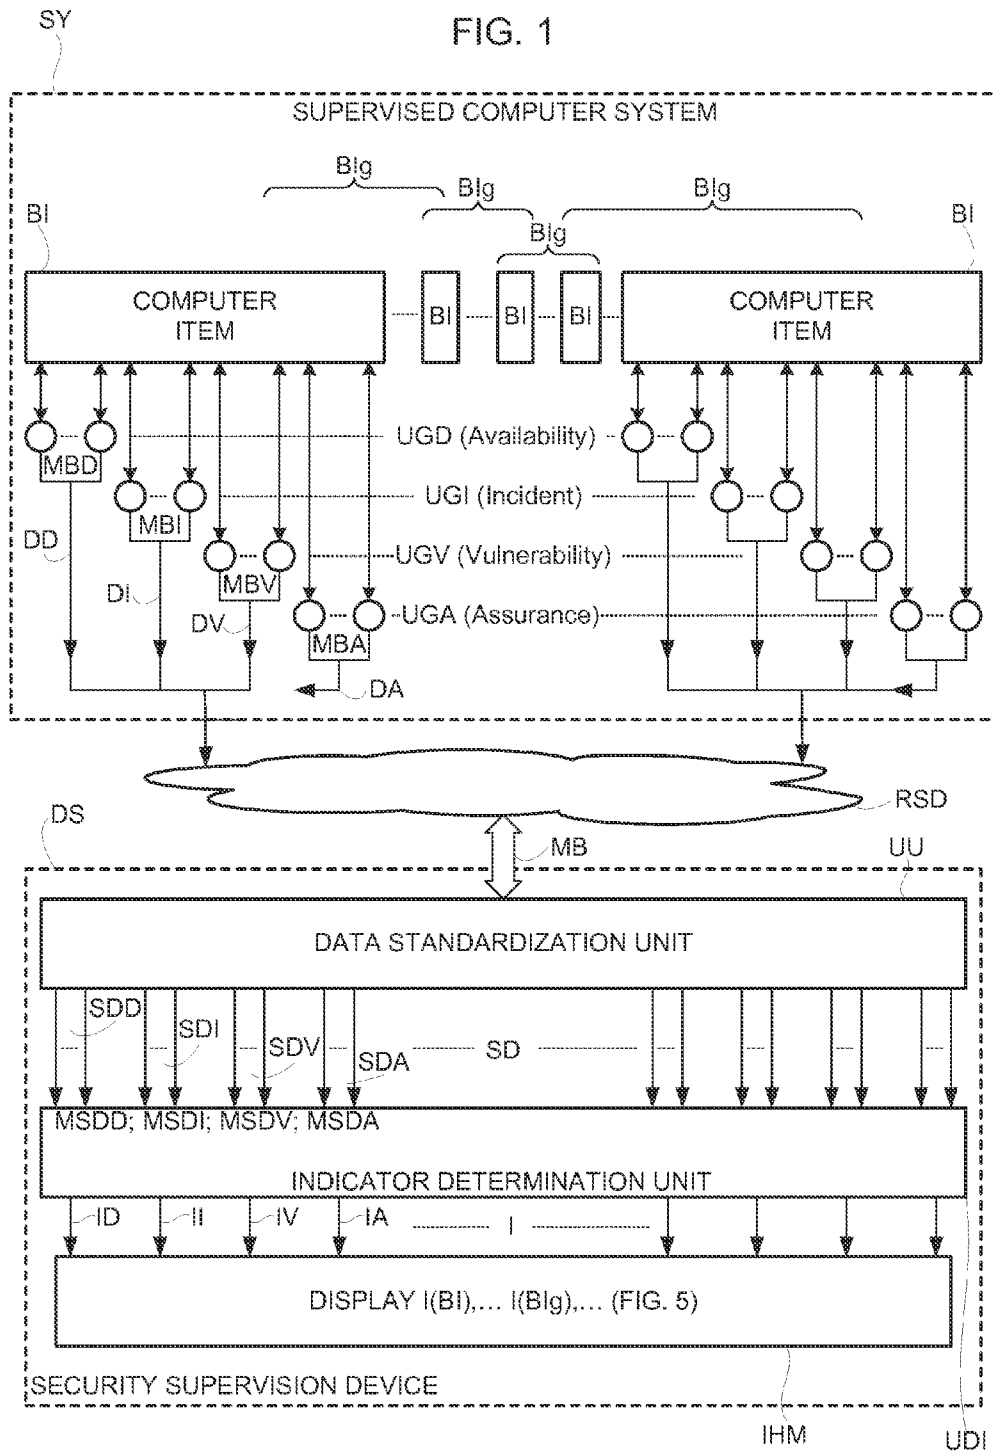 SY
FIG. 1
SUPERVISED COMPUTER SYSTEM
BIg
BIg
BIg
BIg
BI
BI
COMPUTER
ITEM
BI
BI
BI
COMPUTER
ITEM
UGD (Availability)
MBD
UGI (Incident)
MBI
DD
UGV (Vulnerability)
MBV
DI
DV
UGA (Assurance)
MBA
DA
RSD
DS
MB
UU
DATA STANDARDIZATION UNIT
SDD
SDI
SDV
SD
SDA
MSDD; MSDI; MSDV; MSDA
INDICATOR DETERMINATION UNIT
ID
II
IV
IA
I
DISPLAY I(BI),... I(BIg),... (FIG. 5)
SECURITY SUPERVISION DEVICE
IHM
UDI